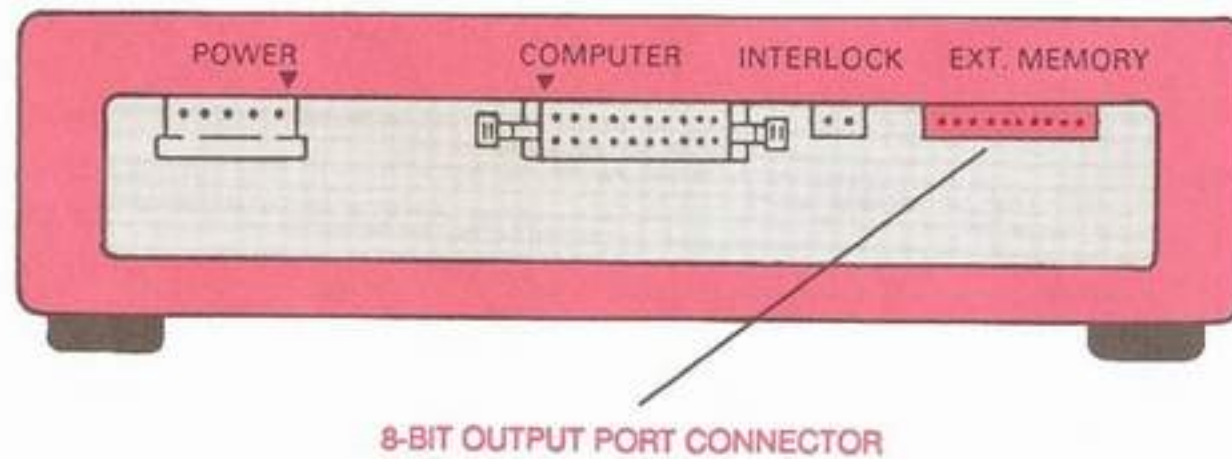 POWER
COMPUTER
INTERLOCK
EXT. MEMORY
8-BIT OUTPUT PORT CONNECTOR